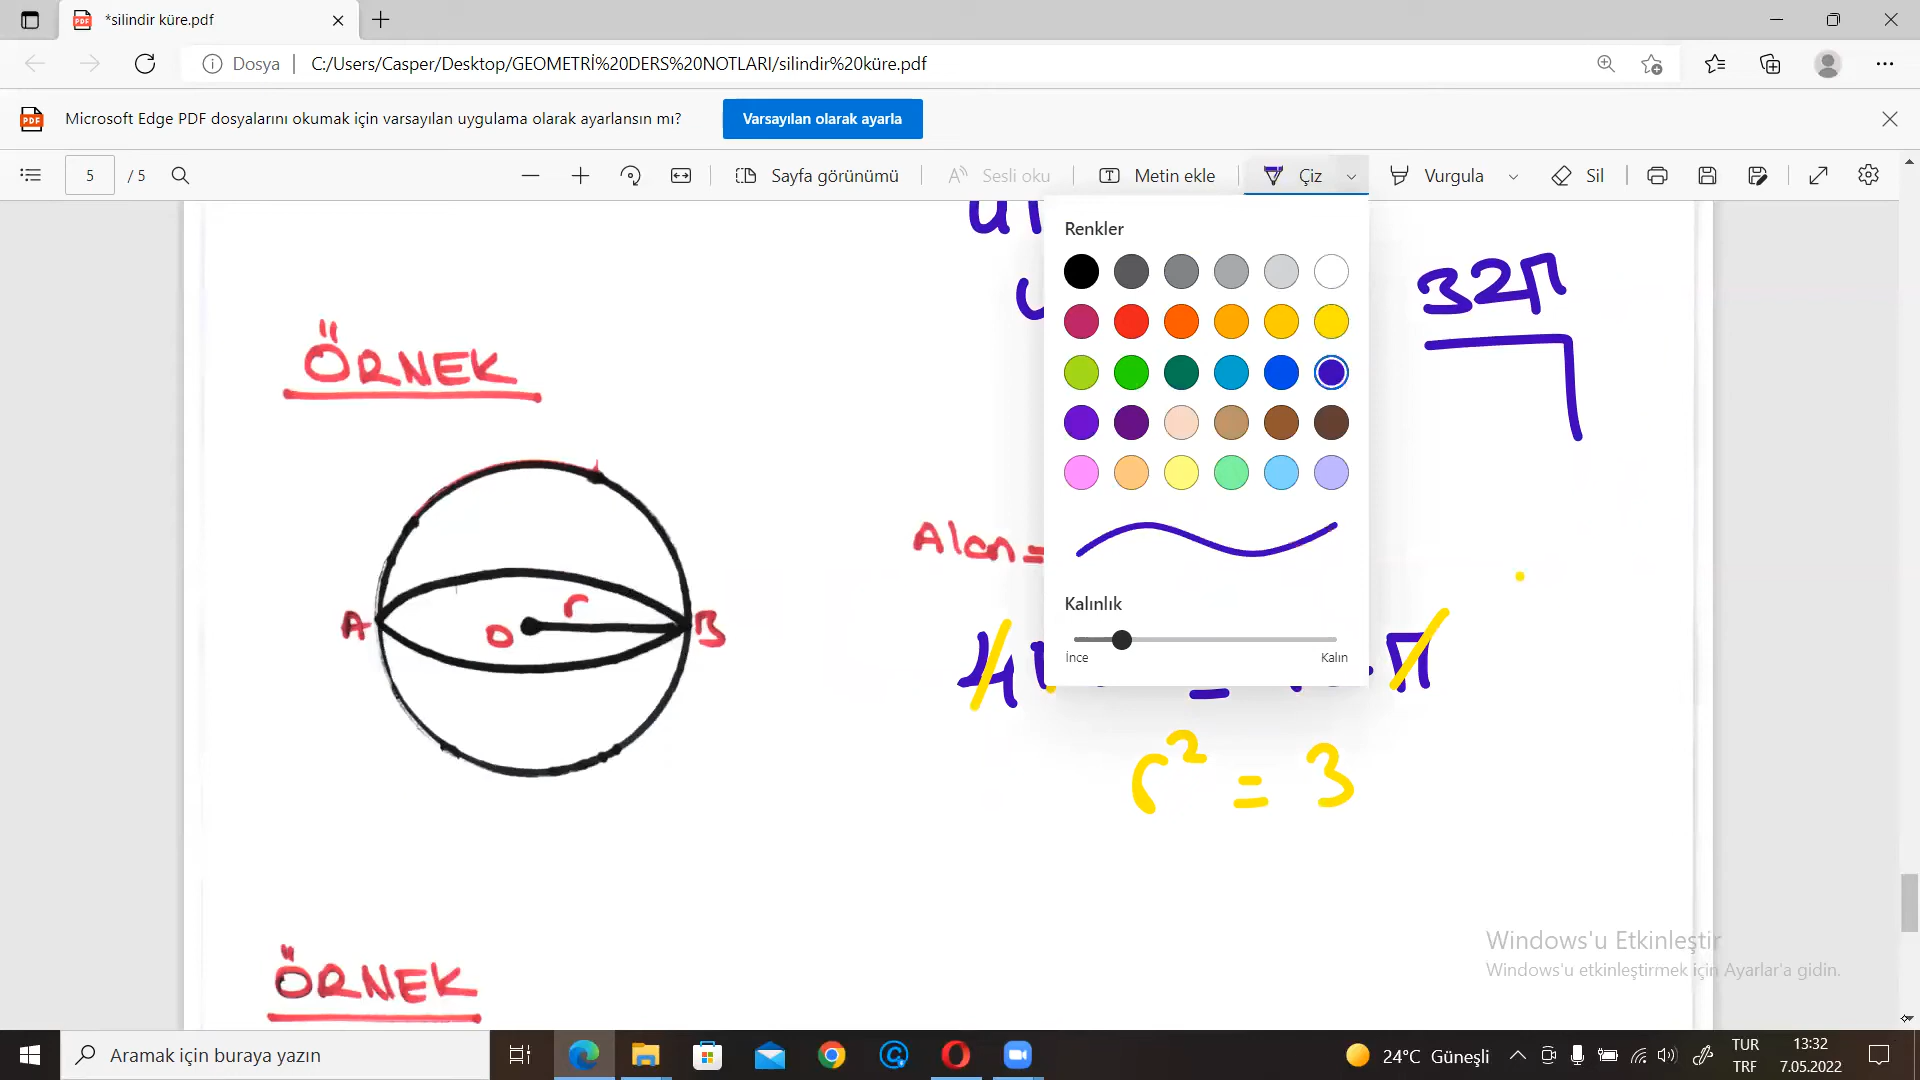 *silindir küre.pdf
Dosya
C:/Users/Casper/Desktop/GEOMETRİ%20DERS%20NOTLARI/silindir%20küre.pdf
Microsoft Edge PDF dosyalarını okumak için varsayılan uygulama olarak ayarlansın mı?
Varsayılan olarak ayarla
5 / 5
Sayfa görünümü
Sesli oku
Metin ekle
Çiz
Vurgula
Sil
Renkler
32π
ÖRNEK
Alan =
A
O
r
B
Kalınlık
İnce
Kalın
4
=
π
r² = 3
ÖRNEK
Windows'u Etkinleştir
Windows'u etkinleştirmek için Ayarlar'a gidin.
Aramak için buraya yazın
24°C Güneşli
TUR
TRF
13:32
7.05.2022